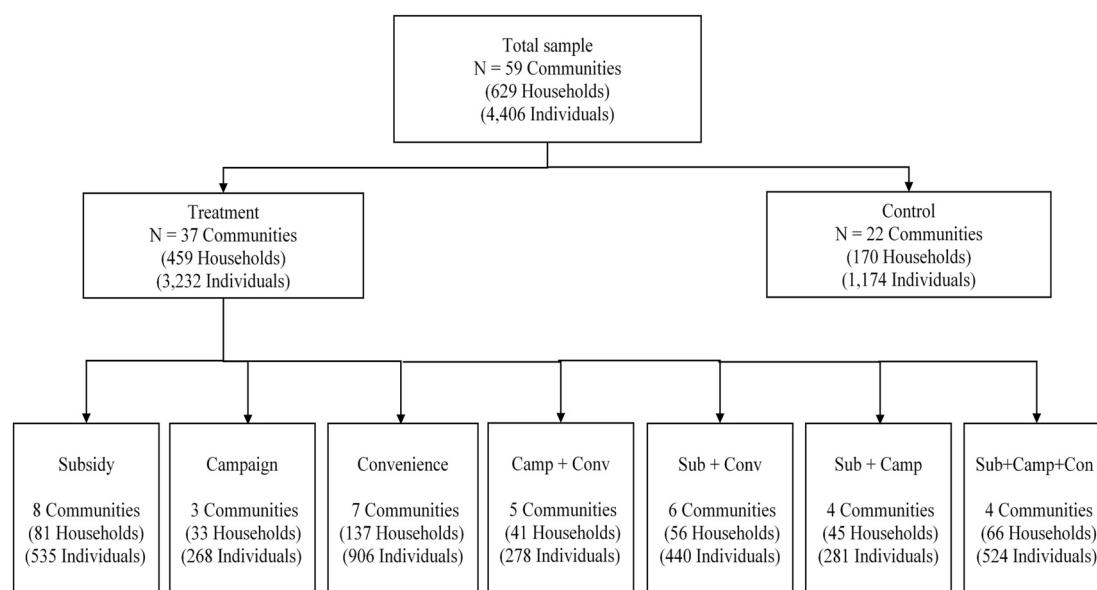 Total sample
N = 59 Communities
(629 Households)
(4,406 Individuals)
Treatment
N = 37 Communities
(459 Households)
(3,232 Individuals)
Control
N = 22 Communities
(170 Households)
(1,174 Individuals)
Subsidy
8 Communities
(81 Households)
(535 Individuals)
Campaign
3 Communities
(33 Households)
(268 Individuals)
Convenience
7 Communities
(137 Households)
(906 Individuals)
Camp + Conv
5 Communities
(41 Households)
(278 Individuals)
Sub + Conv
6 Communities
(56 Households)
(440 Individuals)
Sub + Camp
4 Communities
(45 Households)
(281 Individuals)
Sub+Camp+Con
4 Communities
(66 Households)
(524 Individuals)